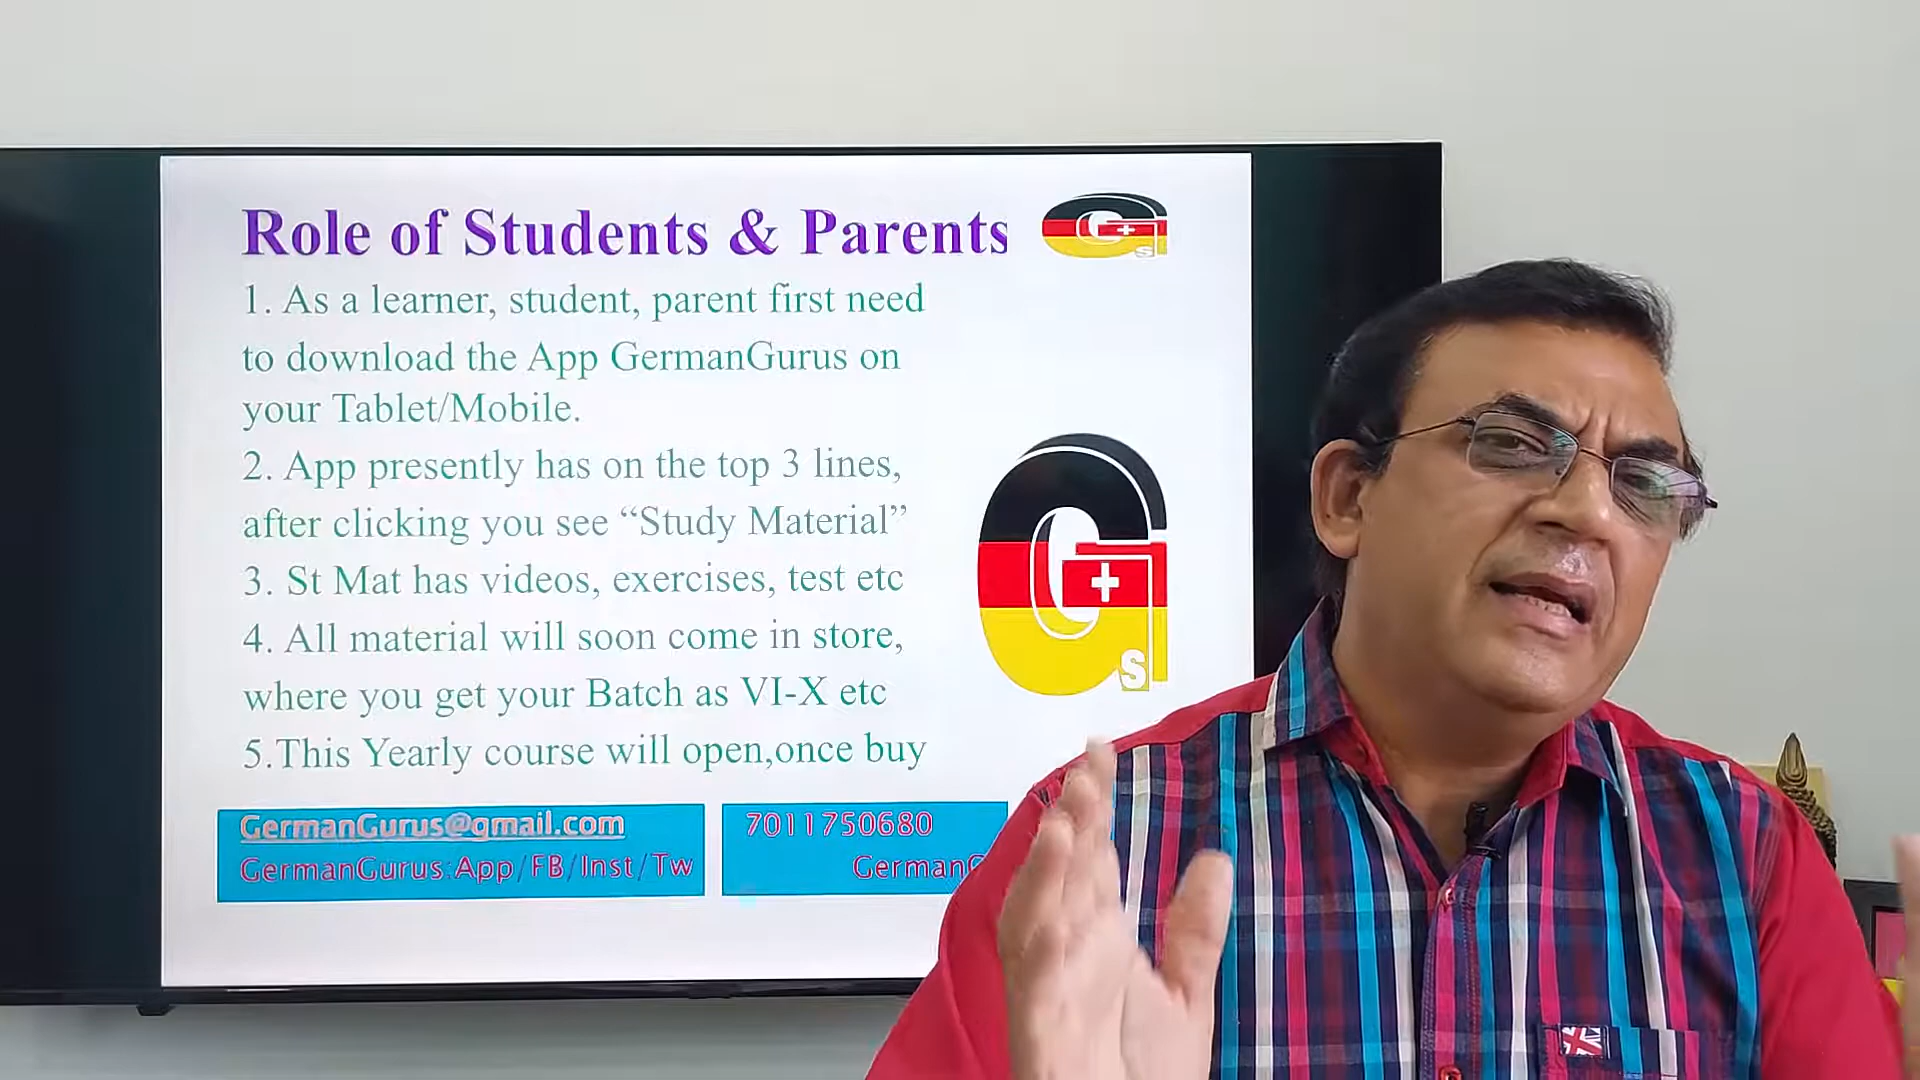 Role of Students & Parents
1. As a learner, student, parent first need
to download the App GermanGurus on
your Tablet/Mobile.
2. App presently has on the top 3 lines,
after clicking you see “Study Material”
3. St Mat has videos, exercises, test etc
4. All material will soon come in store,
where you get your Batch as VI-X etc
5.This Yearly course will open,once buy
GermanGurus@gmail.com
GermanGurus:App/FB/Inst/Tw
7011750680